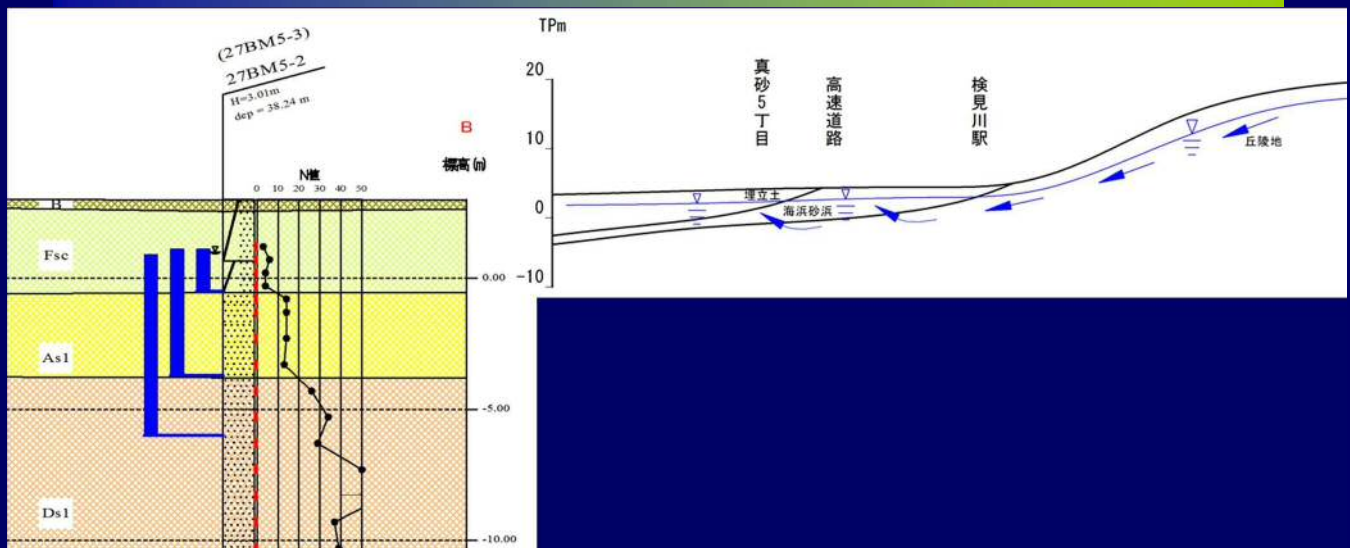 (27BM5-3)
27BM5-2
H=3.01m
dep = 38.24 m
B
標高(m)
N値
0 10 20 30 40 50
B
Fsc
0.00
As1
-5.00
Ds1
-10.00
TPm
20
10
0
-10
真砂5丁目
高速道路
検見川駅
丘陵地
埋立土
海浜砂浜